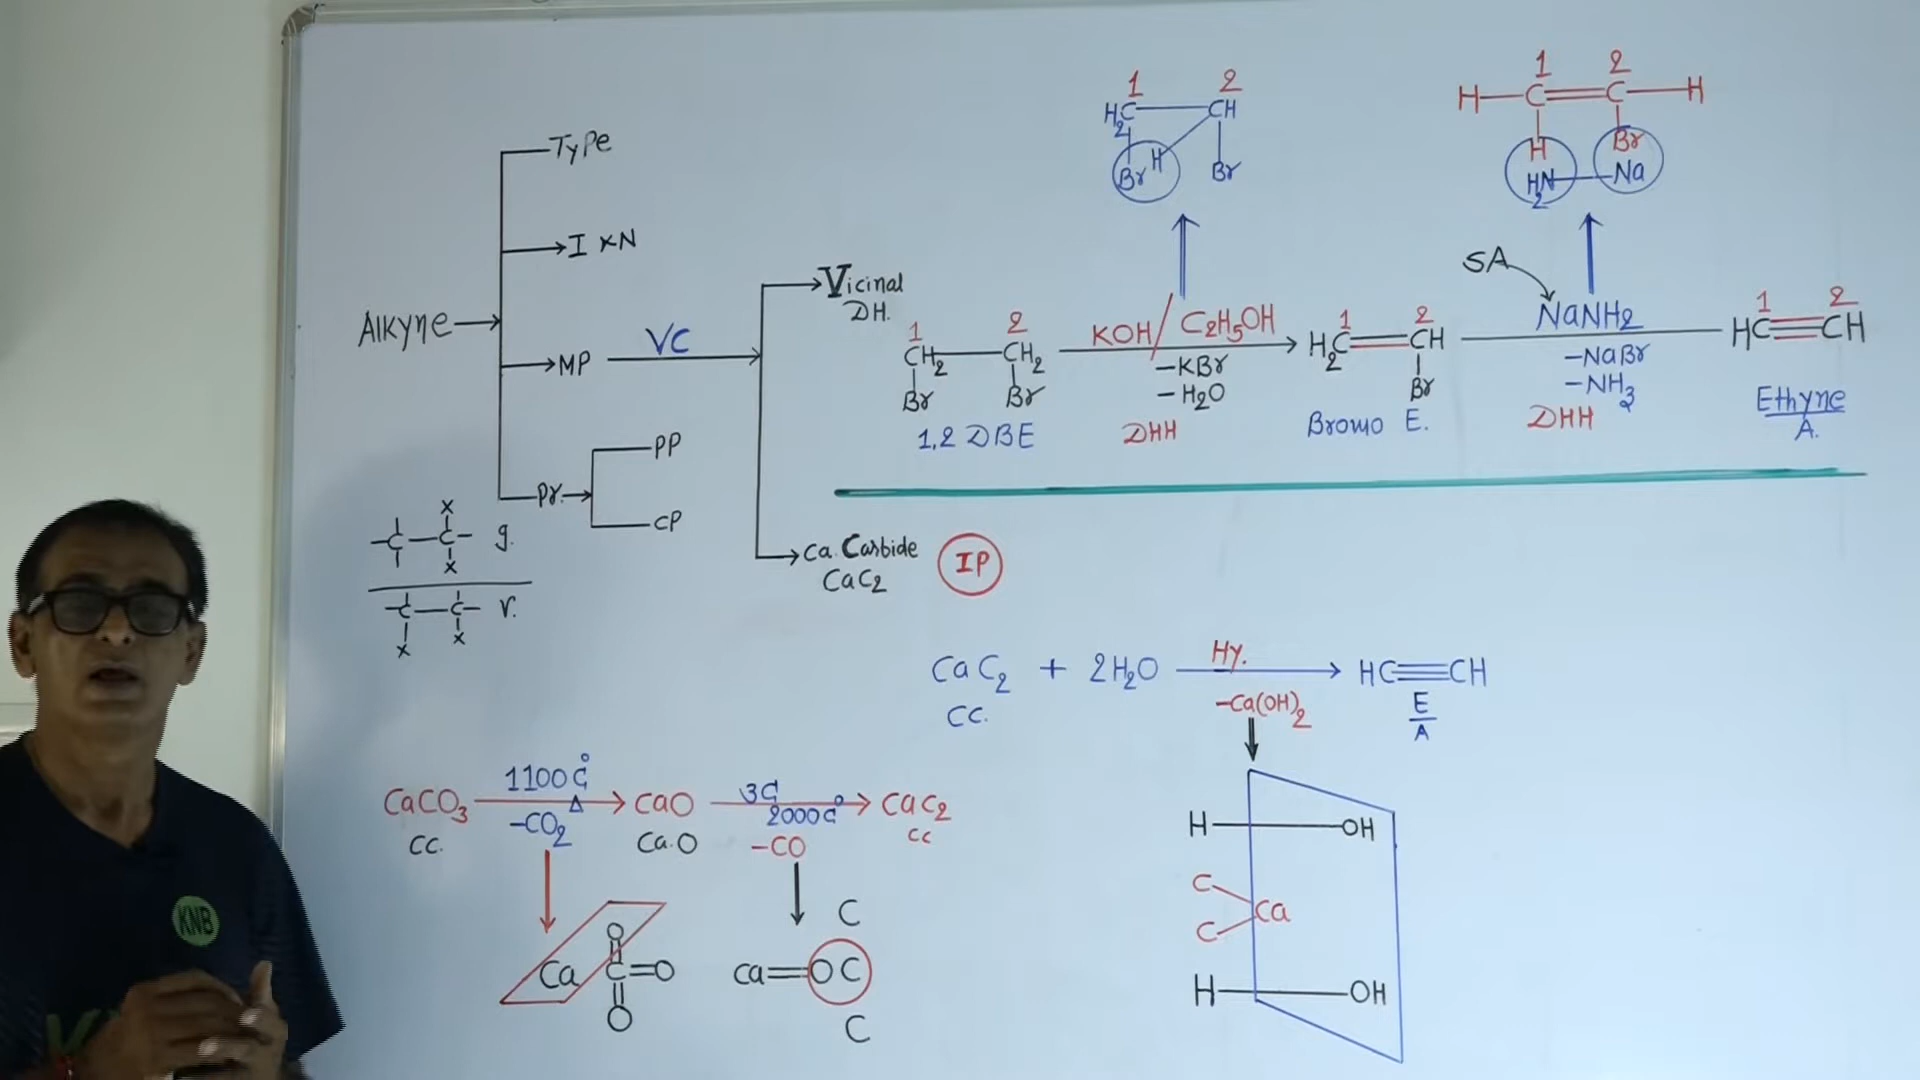 TyPe
I ⅩN
Alkyne
VC
MP
Pr.
PP
CP
X
-C-C- g.
X
-C-C- V.
X X
Vicinal
DH.
Ca. Carbide
CaC2
IP
1 2
H2C CH
Br H Br
1 2
H-C=C-H
H Br
H2N-Na
SA
1 2
CH2-CH2
Br Br
1,2 DBE
KOH/C2H5OH
-KBr
-H2O
DHH
1 2
H2C=CH
Br
Bromo E.
NaNH2
-NaBr
-NH3
DHH
1 2
HC≡CH
Ethyne
A.
CaC2 + 2H2O
CC.
Hy.
-Ca(OH)2
HC≡CH
E
A
H-OH
C
Ca
C
H-OH
CaCO3
CC.
1100C°
Δ
-CO2
CaO
Ca.O
3C
2000C°
-CO
CaC2
CC
O
Ca C=O
O
C
Ca=OC
C
KNB